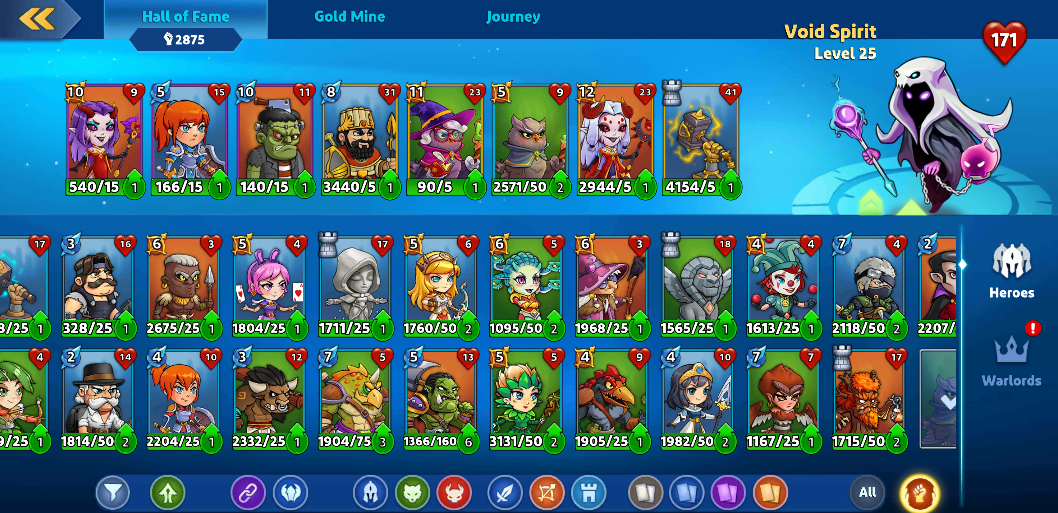 Hall of Fame
Gold Mine
Journey
2875
Void Spirit
Level 25
171
10 9 5 15 10 11 8 31 11 23 5 9 12 23 41
540/15 1 166/15 1 140/15 1 3440/5 1 90/5 1 2571/50 2 2944/5 1 4154/5 1
17 3 16 6 3 5 4 17 5 6 6 5 6 3 18 4 4 7 4 2
/25 1 328/25 1 2675/25 1 1804/25 1 1711/25 1 1760/50 2 1095/50 2 1968/25 1 1565/25 1 1613/25 1 2118/50 2 2207/
4 2 14 4 10 3 12 7 5 5 13 5 5 4 9 4 10 7 7 17
/25 1 1814/50 2 2204/25 1 2332/25 1 1904/75 3 1366/160 6 3131/50 2 1905/25 1 1982/50 2 1167/25 1 1715/50 2
Heroes
!
Warlords
All